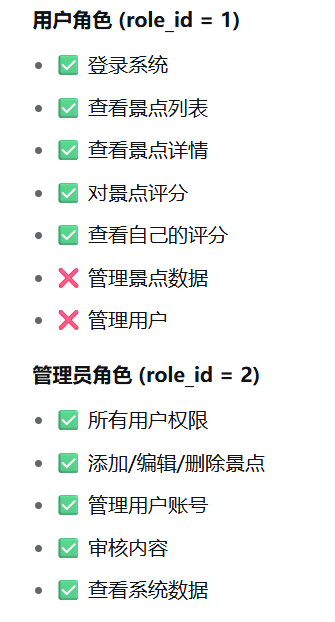 用户角色 (role_id = 1)
• ✅ 登录系统
• ✅ 查看景点列表
• ✅ 查看景点详情
• ✅ 对景点评分
• ✅ 查看自己的评分
• ❌ 管理景点数据
• ❌ 管理用户
管理员角色 (role_id = 2)
• ✅ 所有用户权限
• ✅ 添加/编辑/删除景点
• ✅ 管理用户账号
• ✅ 审核内容
• ✅ 查看系统数据